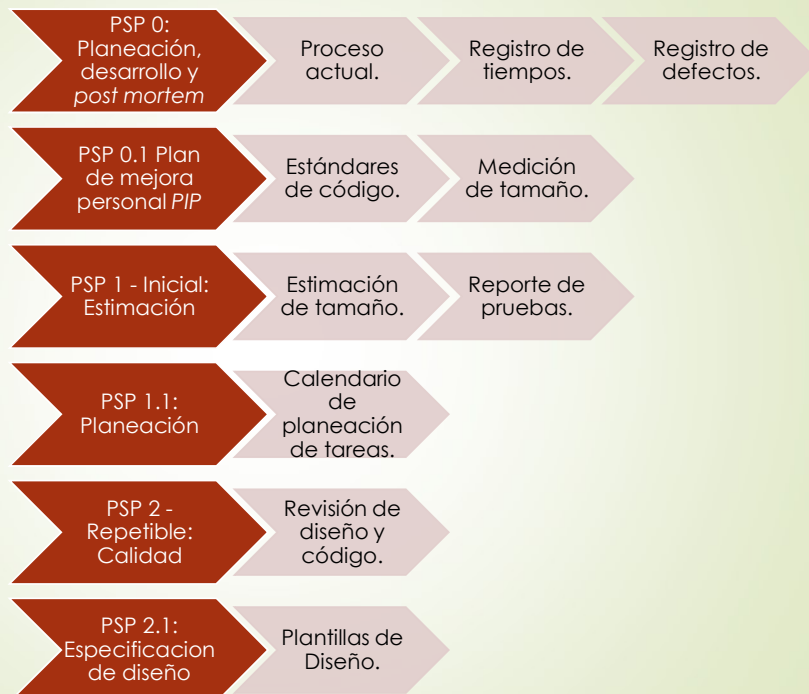 PSP 0:
Planeación,
desarrollo y
post mortem
Proceso
actual.
Registro de
tiempos.
Registro de
defectos.
PSP 0.1 Plan
de mejora
personal PIP
Estándares
de código.
Medición
de tamaño.
PSP 1 - Inicial:
Estimación
Estimación
de tamaño.
Reporte de
pruebas.
PSP 1.1:
Planeación
Calendario
de
planeación
de tareas.
PSP 2 -
Repetible:
Calidad
Revisión de
diseño y
código.
PSP 2.1:
Especificacion
de diseño
Plantillas de
Diseño.